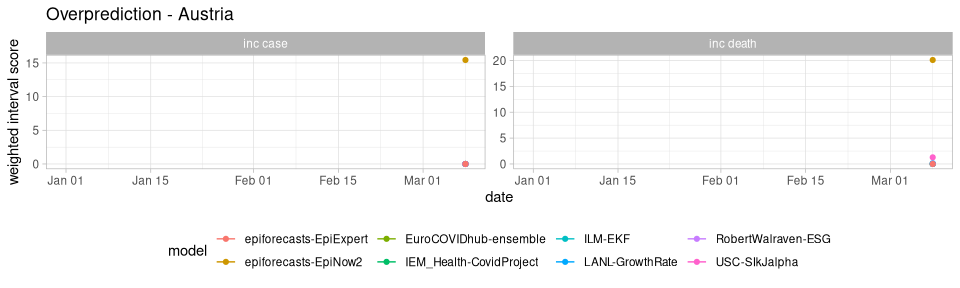 Overprediction - Austria
inc case
inc death
weighted interval score
15
10
5
0
20
15
10
5
0
Jan 01 Jan 15 Feb 01 Feb 15 Mar 01
Jan 01 Jan 15 Feb 01 Feb 15 Mar 01
date
model
epiforecasts-EpiExpert EuroCOVIDhub-ensemble ILM-EKF RobertWalraven-ESG
epiforecasts-EpiNow2 IEM_Health-CovidProject LANL-GrowthRate USC-SIkJalpha